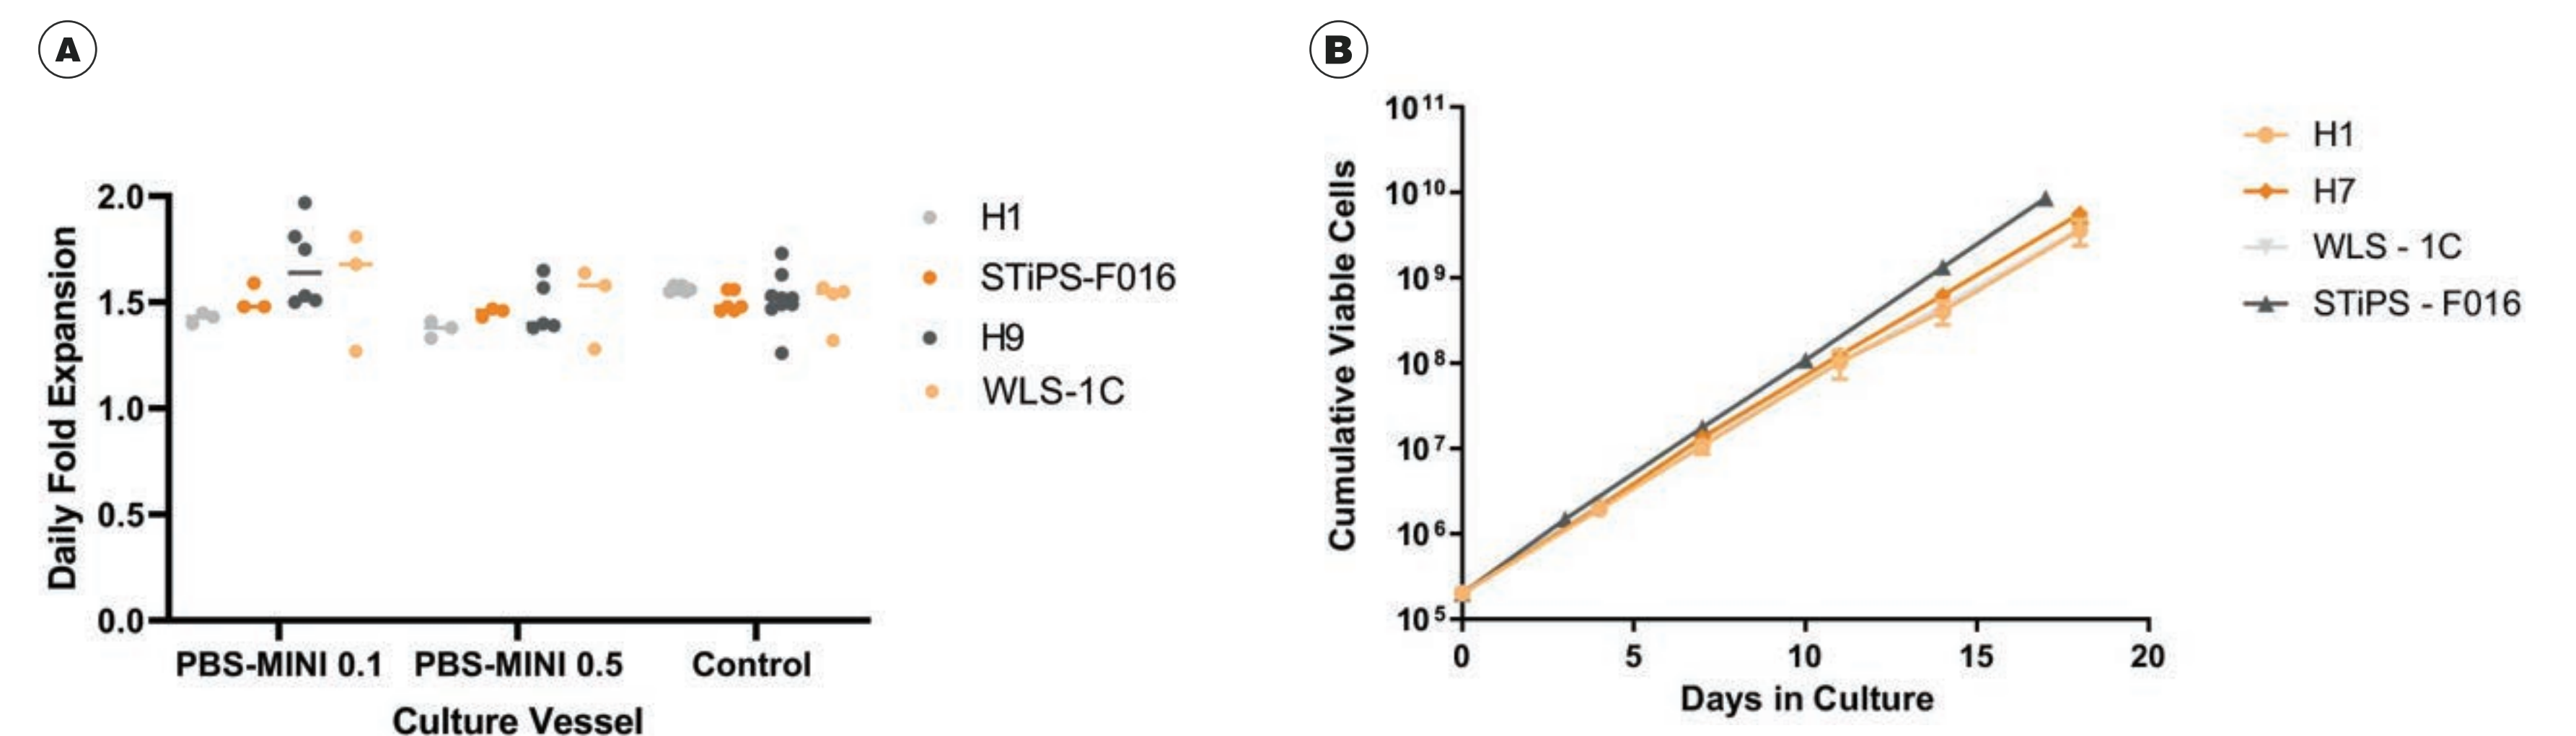 A
Daily Fold Expansion
2.0
1.5
1.0
0.5
0.0
PBS-MINI 0.1
PBS-MINI 0.5
Control
Culture Vessel
H1
STiPS-F016
H9
WLS-1C
B
Cumulative Viable Cells
10¹¹
10¹⁰
10⁹
10⁸
10⁷
10⁶
10⁵
0
5
10
15
20
Days in Culture
H1
H7
WLS - 1C
STiPS - F016